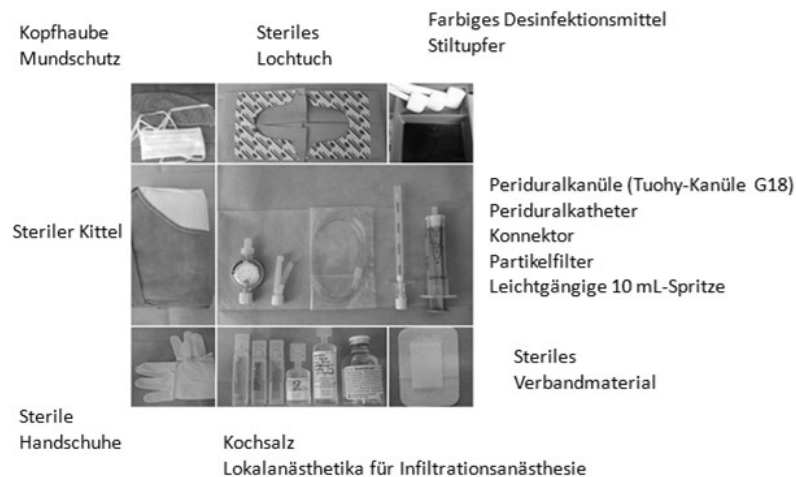 Kopfhaube
Mundschutz
Steriles
Lochtuch
Farbiges Desinfektionsmittel
Stiltupfer
Steriler Kittel
Periduralkanüle (Tuohy-Kanüle G18)
Periduralkatheter
Konnektor
Partikelfilter
Leichtgängige 10 mL-Spritze
Sterile
Handschuhe
Kochsalz
Lokalanästhetika für Infiltrationsanästhesie
Steriles
Verbandmaterial